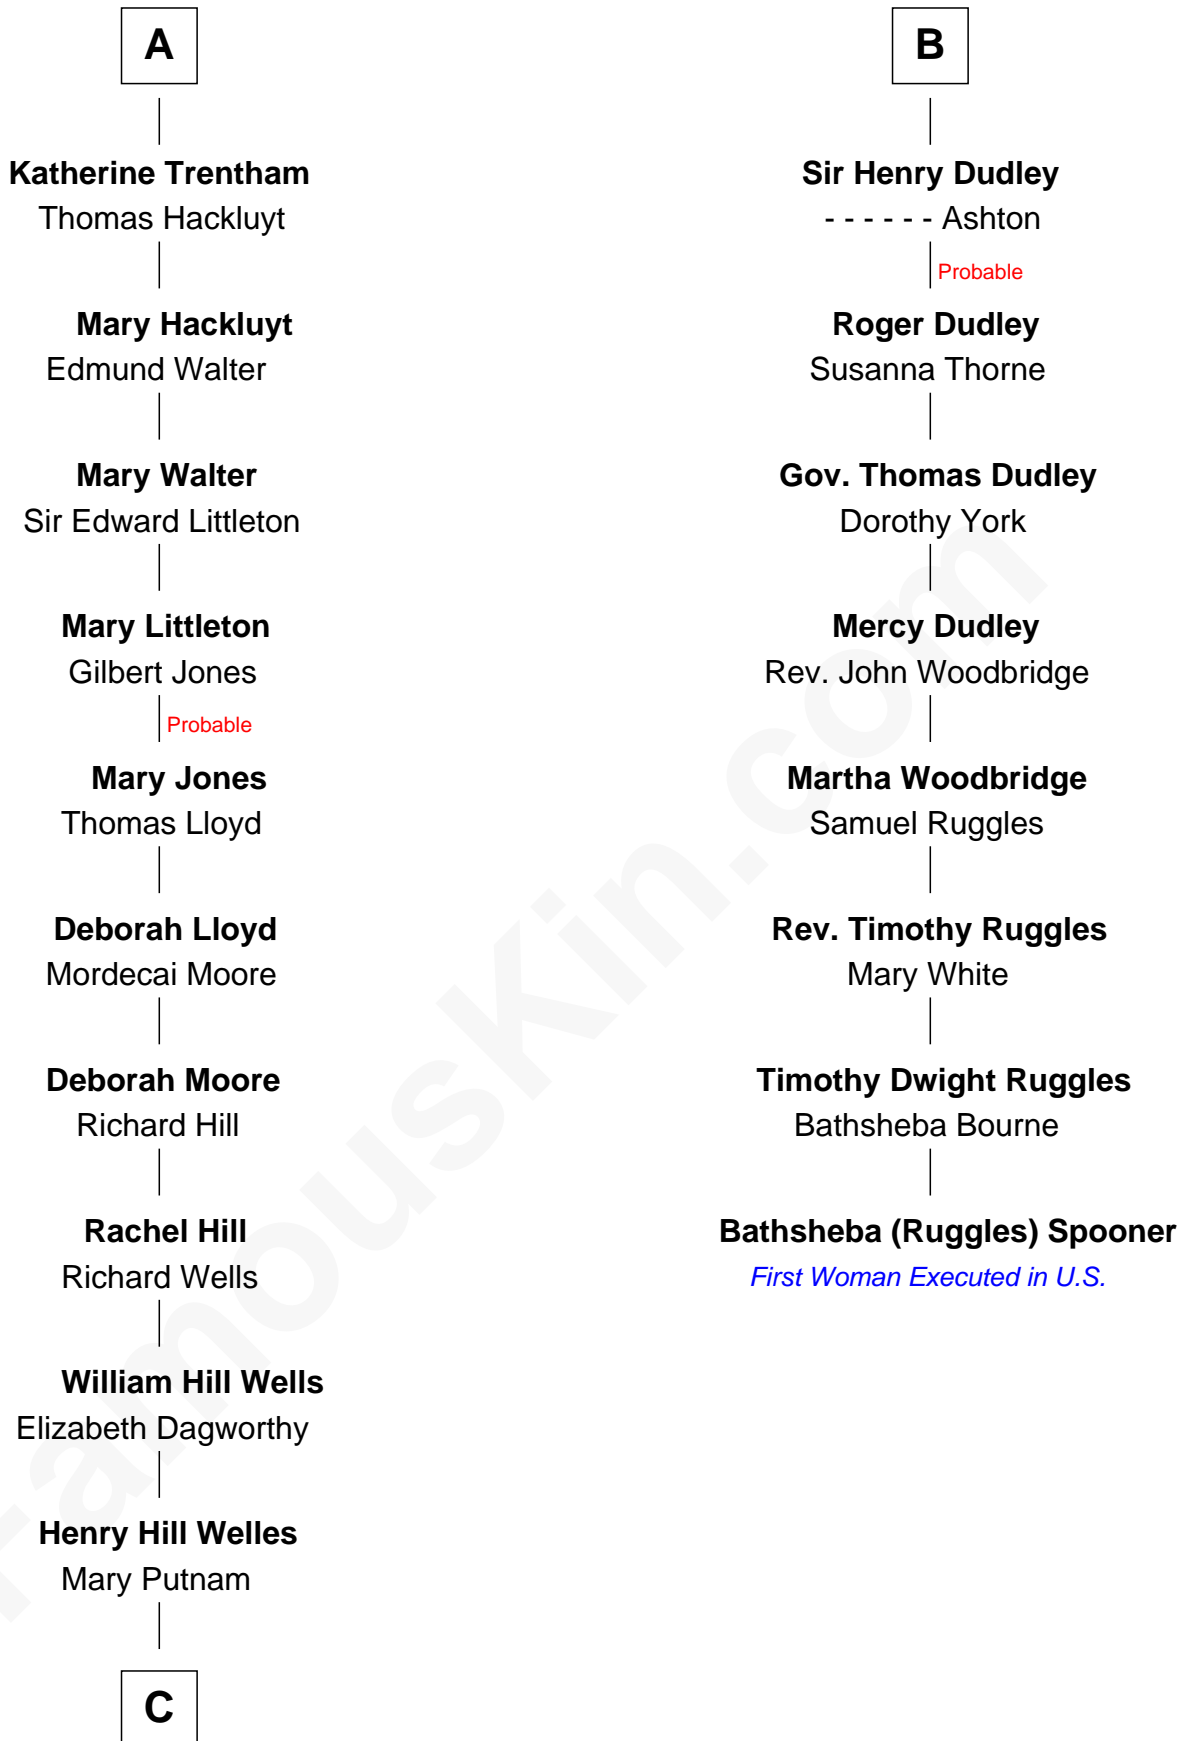 A
Katherine Trentham
Thomas Hackluyt
Mary Hackluyt
Edmund Walter
Mary Walter
Sir Edward Littleton
Mary Littleton
Gilbert Jones
Probable
Mary Jones
Thomas Lloyd
Deborah Lloyd
Mordecai Moore
Deborah Moore
Richard Hill
Rachel Hill
Richard Wells
William Hill Wells
Elizabeth Dagworthy
Henry Hill Welles
Mary Putnam
C
B
Sir Henry Dudley
- - - - - - Ashton
Probable
Roger Dudley
Susanna Thorne
Gov. Thomas Dudley
Dorothy York
Mercy Dudley
Rev. John Woodbridge
Martha Woodbridge
Samuel Ruggles
Rev. Timothy Ruggles
Mary White
Timothy Dwight Ruggles
Bathsheba Bourne
Bathsheba (Ruggles) Spooner
First Woman Executed in U.S.
FamousKin.com